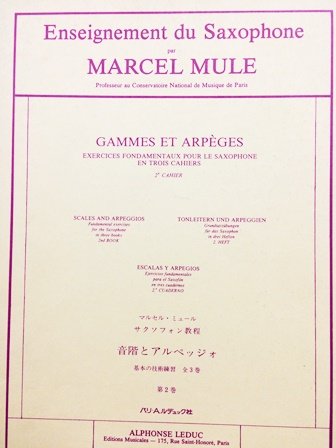 Enseignement du Saxophone
par
MARCEL MULE
Professeur au Conservatoire National de Musique de Paris
GAMMES ET ARPÈGES
EXERCICES FONDAMENTAUX POUR LE SAXOPHONE
EN TROIS CAHIERS
2e CAHIER
SCALES AND ARPEGGIOS
Fundamental exercises
for the Saxophone
in three books
2nd BOOK
TONLEITERN UND ARPEGGIEN
Grundsatzübungen
für das Saxophon
in drei Heften
2. HEFT
ESCALAS Y ARPEGIOS
Ejercicios fundamentales
para el Saxofón
en tres cuadernos
2o CUADERNO
マルセル・ミュール
サクソフォン教程
音階とアルペッジォ
基本の技術練習 全3巻
第2巻
パリ・A.ルデュック社
ALPHONSE LEDUC
Editions Musicales — 175, Rue Saint-Honoré, Paris